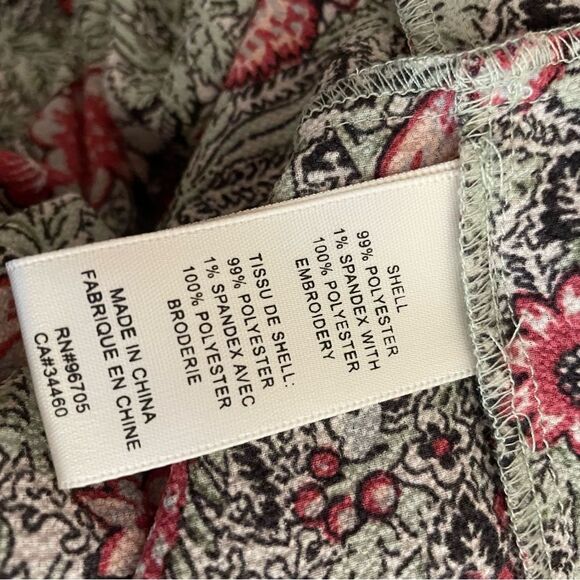 SHELL
99% POLYESTER
1% SPANDEX WITH
100% POLYESTER
EMBROIDERY
TISSU DE SHELL:
99% POLYESTER
1% SPANDEX AVEC
100% POLYESTER
BRODERIE
MADE IN CHINA
FABRIQUE EN CHINE
RN#96705
CA#34460